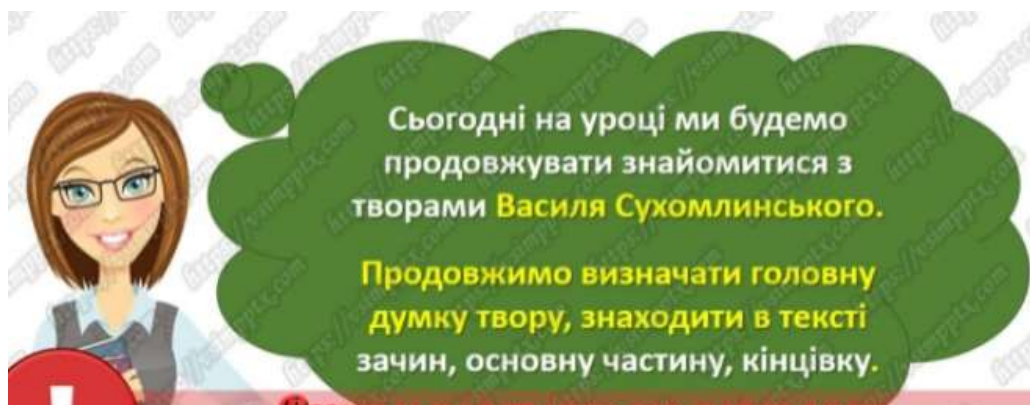 Сьогодні на уроці ми будемо
продовжувати знайомитися з
творами Василя Сухомлинського.
Продовжимо визначати головну
думку твору, знаходити в тексті
зачин, основну частину, кінцівку.